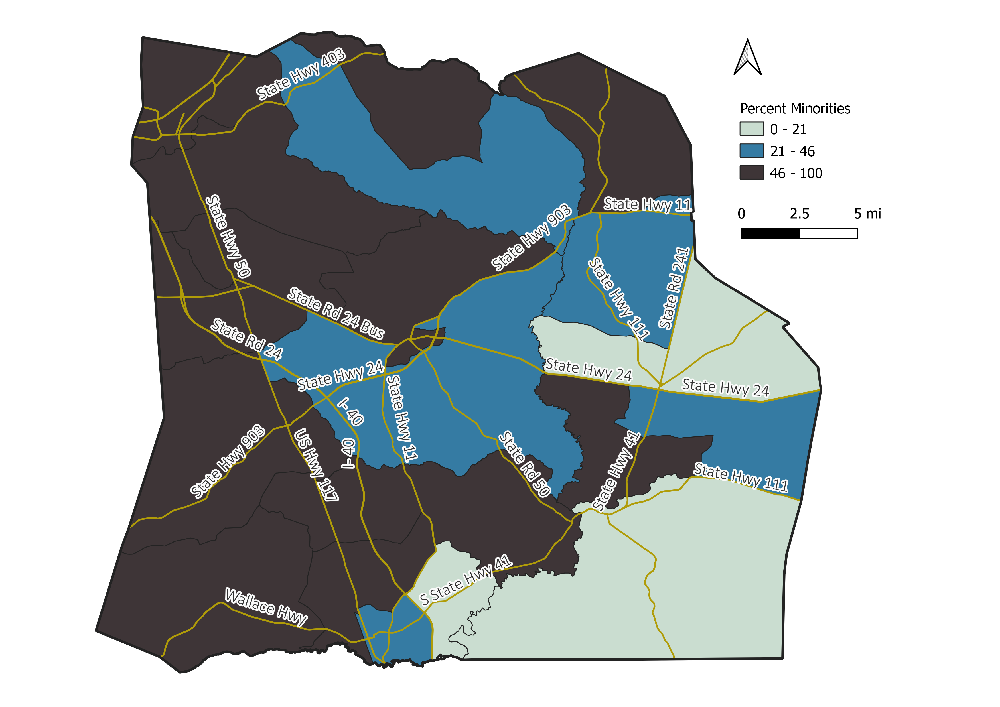 State Hwy 403
Percent Minorities
0 - 21
21 - 46
46 - 100
0 2.5 5 mi
State Hwy 11
State Hwy 903
State Hwy 50
State Hwy 111
State Rd 241
State Rd 24 Bus
State Rd 24
State Hwy 24
State Hwy 24
State Hwy 24
I- 40
State Hwy 11
I- 40
State Hwy 903
US Hwy 117
State Rd 50
State Hwy 41
State Hwy 111
S State Hwy 41
Wallace Hwy